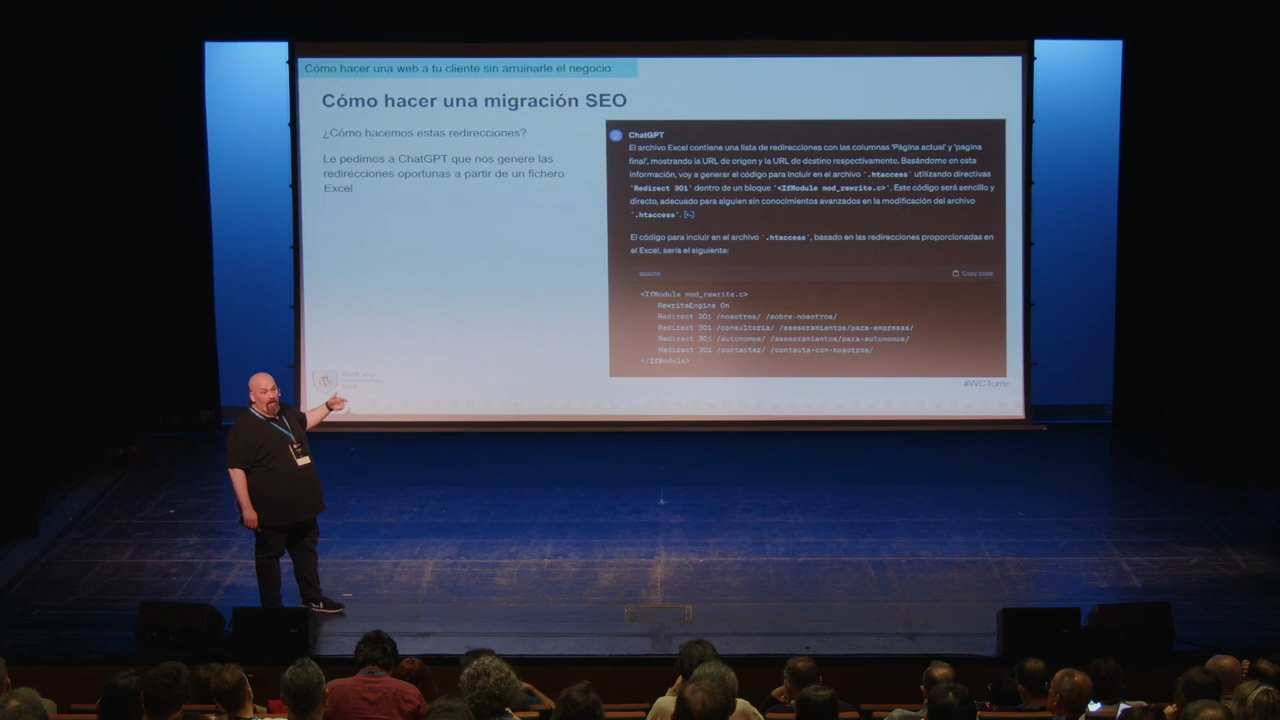 Cómo hacer una web a tu cliente sin arruinarle el negocio
Cómo hacer una migración SEO
¿Cómo hacemos estas redirecciones?
Le pedimos a ChatGPT que nos genere las
redirecciones oportunas a partir de un fichero
Excel
ChatGPT
El archivo Excel contiene una lista de redirecciones con las columnas 'Página actual' y 'pagina
final', mostrando la URL de origen y la URL de destino respectivamente. Basándome en esta
información, voy a generar el código para incluir en el archivo '.htaccess' utilizando directivas
'Redirect 301' dentro de un bloque '<IfModule mod_rewrite.c>'. Este código será sencillo y
directo, adecuado para alguien sin conocimientos avanzados en la modificación del archivo
'.htaccess'. [>-]
El código para incluir en el archivo '.htaccess', basado en las redirecciones proporcionadas en
el Excel, sería el siguiente:
apache
Copy code
<IfModule mod_rewrite.c>
RewriteEngine On
Redirect 301 /nosotros/ /sobre-nosotros/
Redirect 301 /consultoria/ /asesoramientos/para-empresas/
Redirect 301 /autonomos/ /asesoramientos/para-autonomos/
Redirect 301 /contactar/ /contacta-con-nosotros/
</IfModule>
#WCTorre